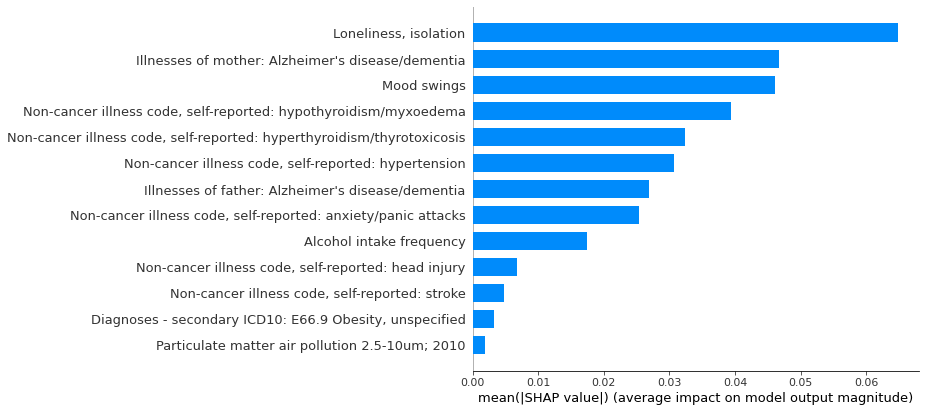 Loneliness, isolation
Illnesses of mother: Alzheimer's disease/dementia
Mood swings
Non-cancer illness code, self-reported: hypothyroidism/myxoedema
Non-cancer illness code, self-reported: hyperthyroidism/thyrotoxicosis
Non-cancer illness code, self-reported: hypertension
Illnesses of father: Alzheimer's disease/dementia
Non-cancer illness code, self-reported: anxiety/panic attacks
Alcohol intake frequency
Non-cancer illness code, self-reported: head injury
Non-cancer illness code, self-reported: stroke
Diagnoses - secondary ICD10: E66.9 Obesity, unspecified
Particulate matter air pollution 2.5-10um; 2010
0.00 0.01 0.02 0.03 0.04 0.05 0.06
mean(|SHAP value|) (average impact on model output magnitude)